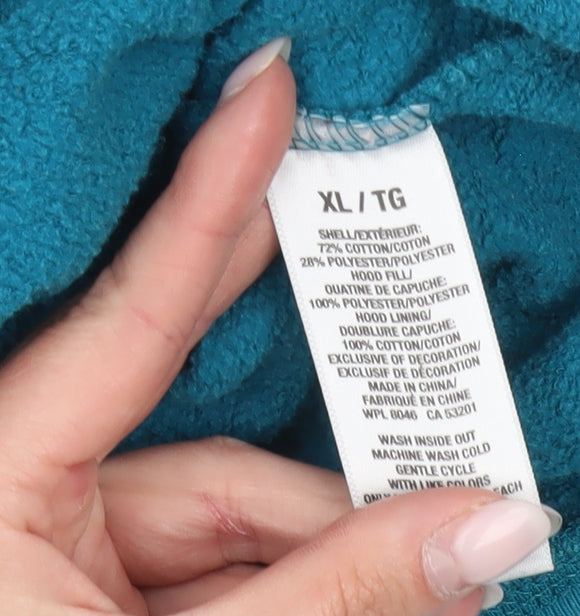 XL / TG
SHELL/EXTÉRIEUR:
72% COTTON/COTON
28% POLYESTER/POLYESTER
HOOD FILL/
OUATINE DE CAPUCHE:
100% POLYESTER/POLYESTER
HOOD LINING/
DOUBLURE CAPUCHE:
100% COTTON/COTON
EXCLUSIVE OF DECORATION/
EXCLUSIF DE DÉCORATION
MADE IN CHINA/
FABRIQUÉ EN CHINE
WPL 8046 CA 53201
WASH INSIDE OUT
MACHINE WASH COLD
GENTLE CYCLE
WITH LIKE COLORS